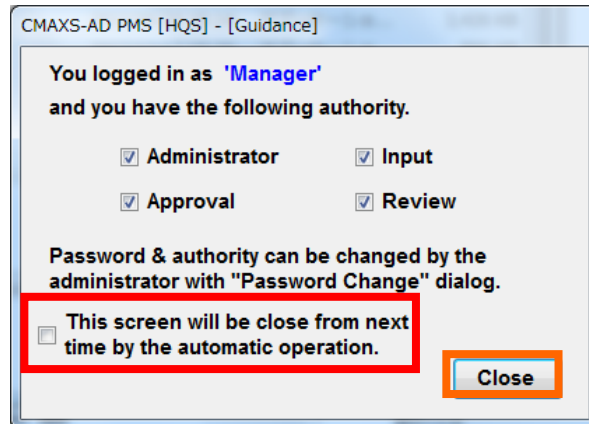 CMAXS-AD PMS [HQS] - [Guidance]
You logged in as 'Manager'
and you have the following authority.
Administrator Input
Approval Review
Password & authority can be changed by the
administrator with "Password Change" dialog.
This screen will be close from next
time by the automatic operation.
Close